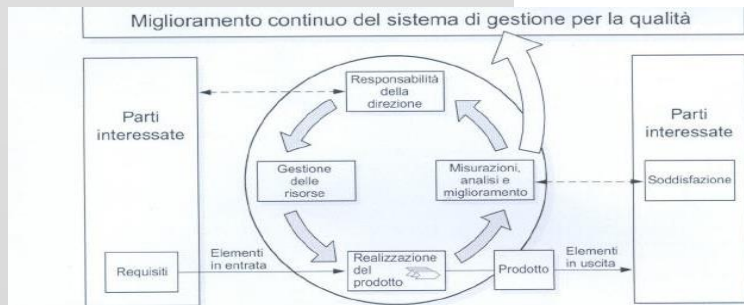 Miglioramento continuo del sistema di gestione per la qualità
Parti
interessate
Responsabilità
della
direzione
Parti
interessate
Gestione
delle
risorse
Misurazioni,
analisi e
miglioramento
Soddisfazione
Requisiti
Elementi
in entrata
Realizzazione
del
prodotto
Prodotto
Elementi
in uscita